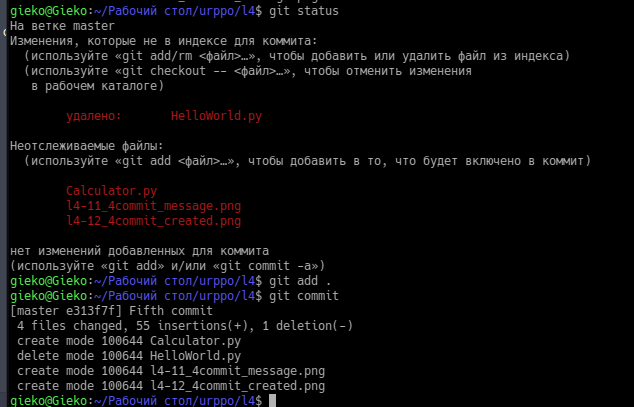 gieko@Gieko:~/Рабочий стол/urppo/l4$ git status
На ветке master
Изменения, которые не в индексе для коммита:
(используйте «git add/rm <файл>…», чтобы добавить или удалить файл из индекса)
(используйте «git checkout -- <файл>…», чтобы отменить изменения
в рабочем каталоге)
удалено: HelloWorld.py
Неотслеживаемые файлы:
(используйте «git add <файл>…», чтобы добавить в то, что будет включено в коммит)
Calculator.py
l4-11_4commit_message.png
l4-12_4commit_created.png
нет изменений добавленных для коммита
(используйте «git add» и/или «git commit -a»)
gieko@Gieko:~/Рабочий стол/urppo/l4$ git add .
gieko@Gieko:~/Рабочий стол/urppo/l4$ git commit
[master e313f7f] Fifth commit
4 files changed, 55 insertions(+), 1 deletion(-)
create mode 100644 Calculator.py
delete mode 100644 HelloWorld.py
create mode 100644 l4-11_4commit_message.png
create mode 100644 l4-12_4commit_created.png
gieko@Gieko:~/Рабочий стол/urppo/l4$